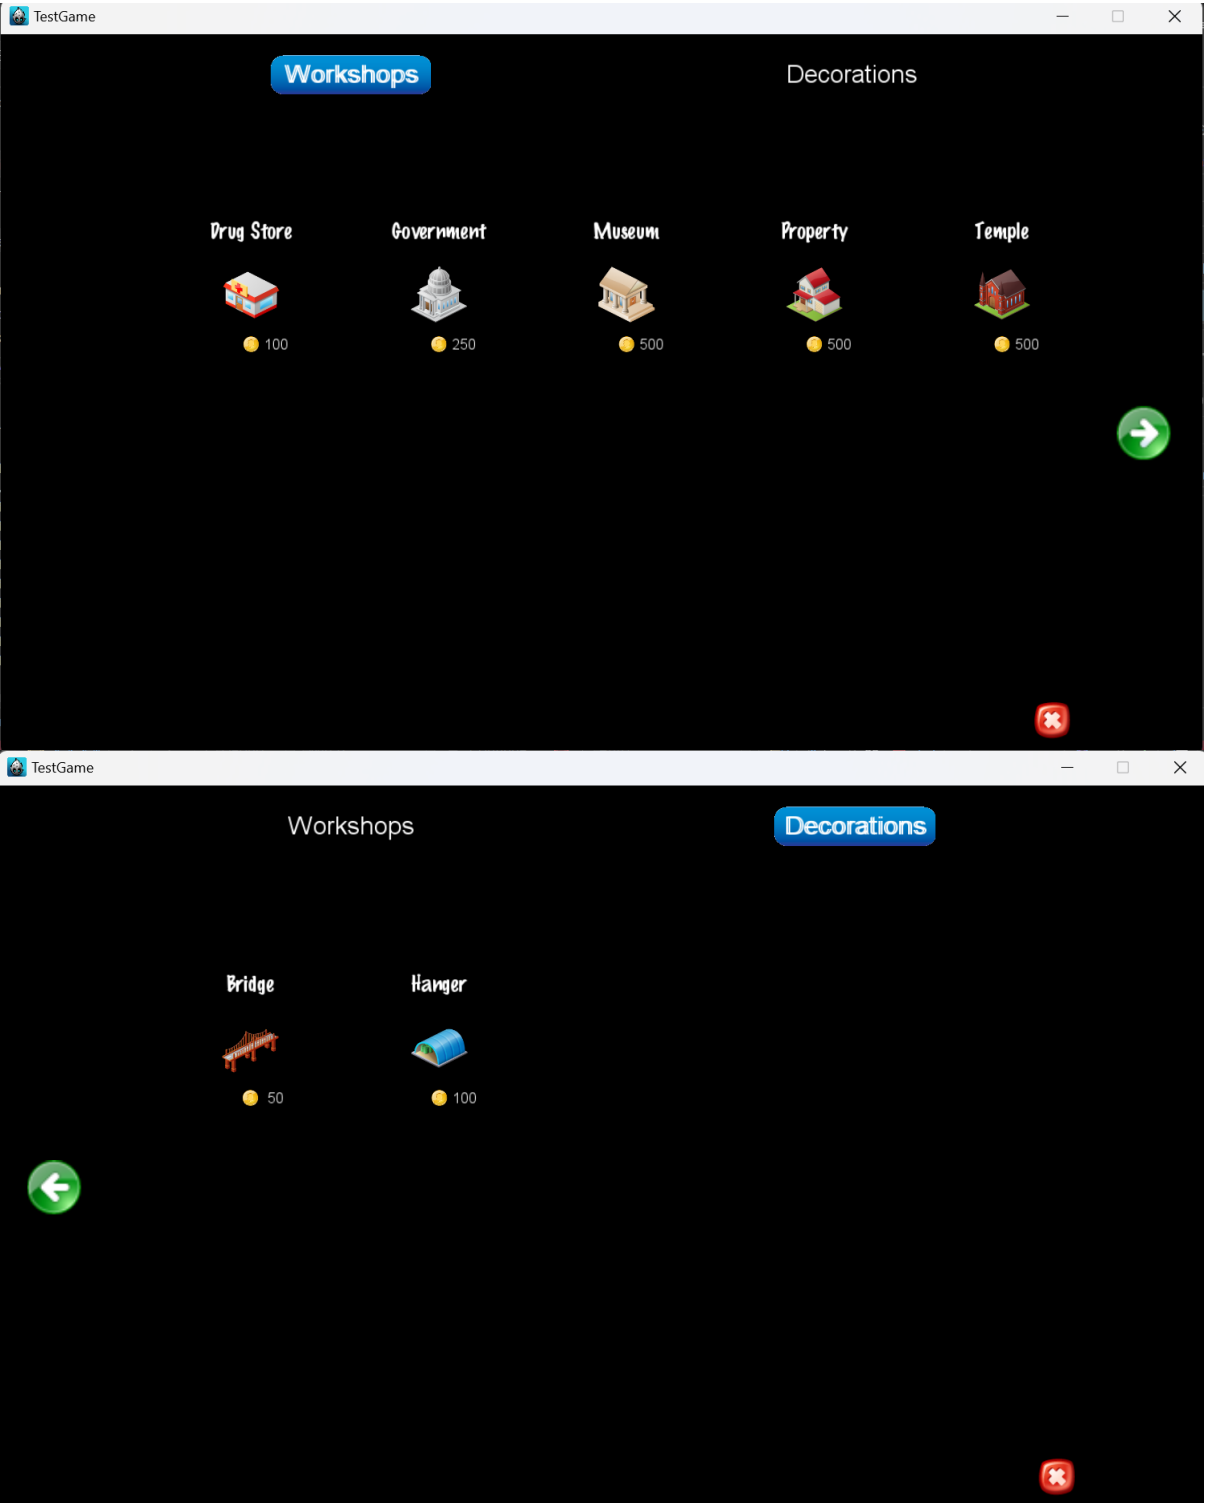 TestGame
Workshops Decorations
Drug Store Government Museum Property Temple
100 250 500 500 500
TestGame
Workshops Decorations
Bridge Hanger
50 100